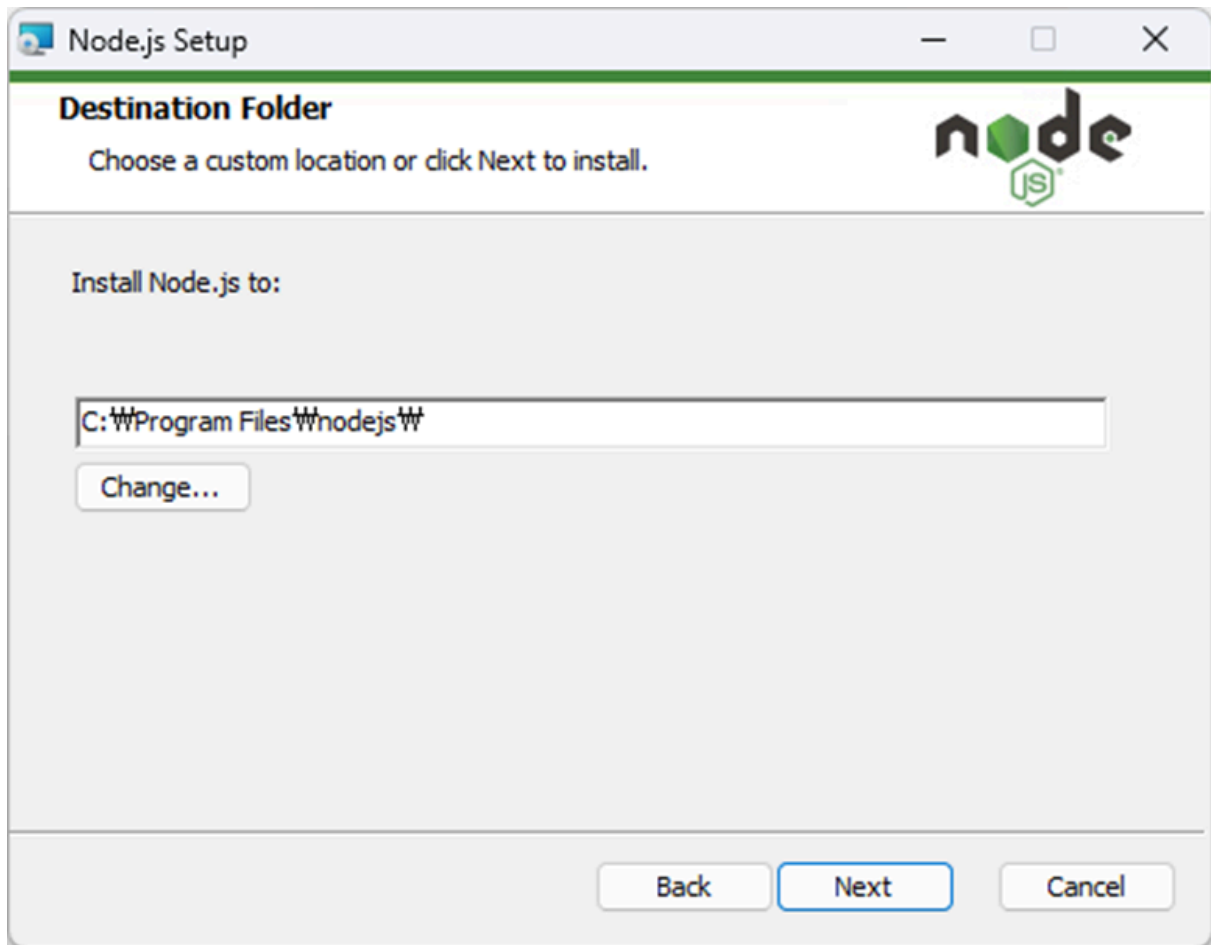 Node.js Setup
Destination Folder
Choose a custom location or click Next to install.
node
JS®
Install Node.js to:
C:₩Program Files₩nodejs₩
Change...
Back Next Cancel